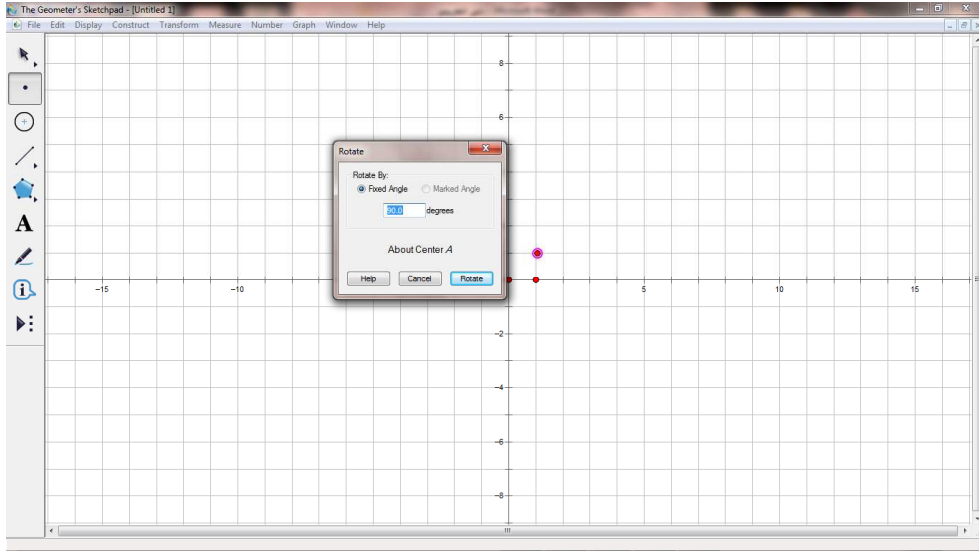 The Geometer's Sketchpad - [Untitled 1]
File Edit Display Construct Transform Measure Number Graph Window Help
8
6
Rotate
Rotate By:
Fixed Angle Marked Angle
90.0 degrees
About Center A
Help Cancel Rotate
A
i
-15 -10 5 10 15
-2
-4
-6
-8